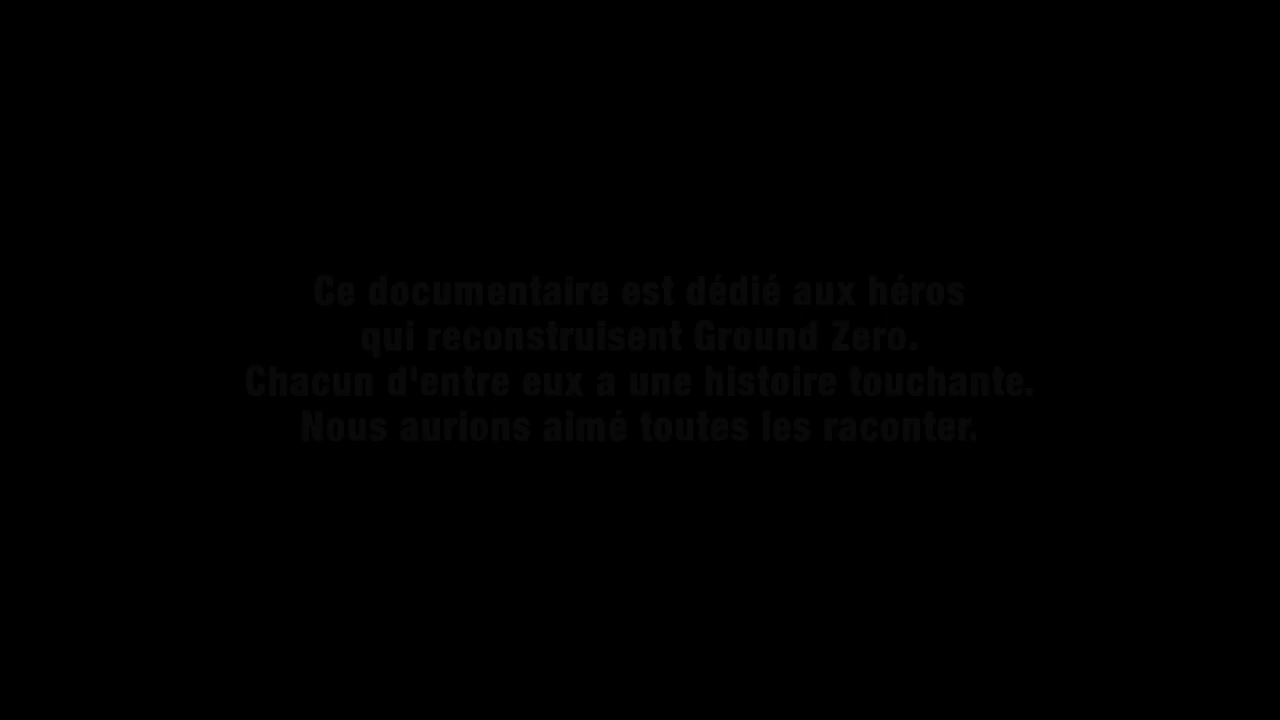 Ce documentaire est dédié aux héros
qui reconstruisent Ground Zero.
Chacun d'entre eux a une histoire touchante.
Nous aurions aimé toutes les raconter.